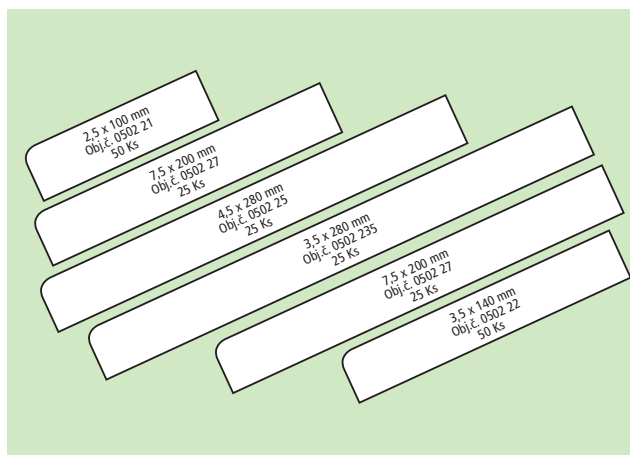 2,5 x 100 mm
Obj.č. 0502 21
50 Ks
7,5 x 200 mm
Obj.č. 0502 27
25 Ks
4,5 x 280 mm
Obj.č. 0502 25
25 Ks
3,5 x 280 mm
Obj.č. 0502 235
25 Ks
7,5 x 200 mm
Obj.č. 0502 27
25 Ks
3,5 x 140 mm
Obj.č. 0502 22
50 Ks